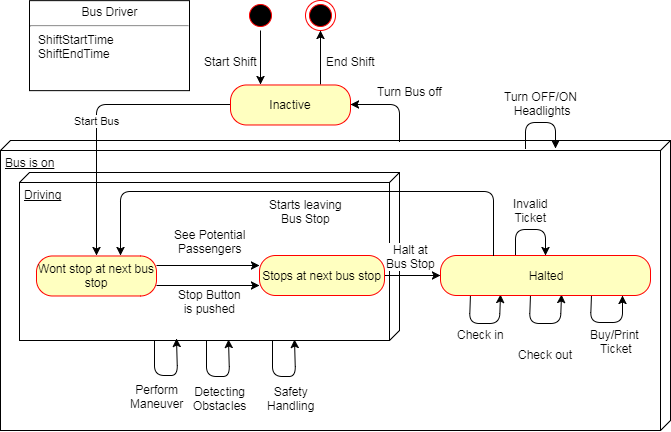 Bus Driver
ShiftStartTime
ShiftEndTime
Start Shift
End Shift
Inactive
Turn Bus off
Start Bus
Turn OFF/ON
Headlights
Bus is on
Driving
Starts leaving
Bus Stop
Invalid
Ticket
See Potential
Passengers
Halt at
Bus Stop
Wont stop at next bus
stop
Stops at next bus stop
Halted
Stop Button
is pushed
Check in
Check out
Buy/Print
Ticket
Perform
Maneuver
Detecting
Obstacles
Safety
Handling